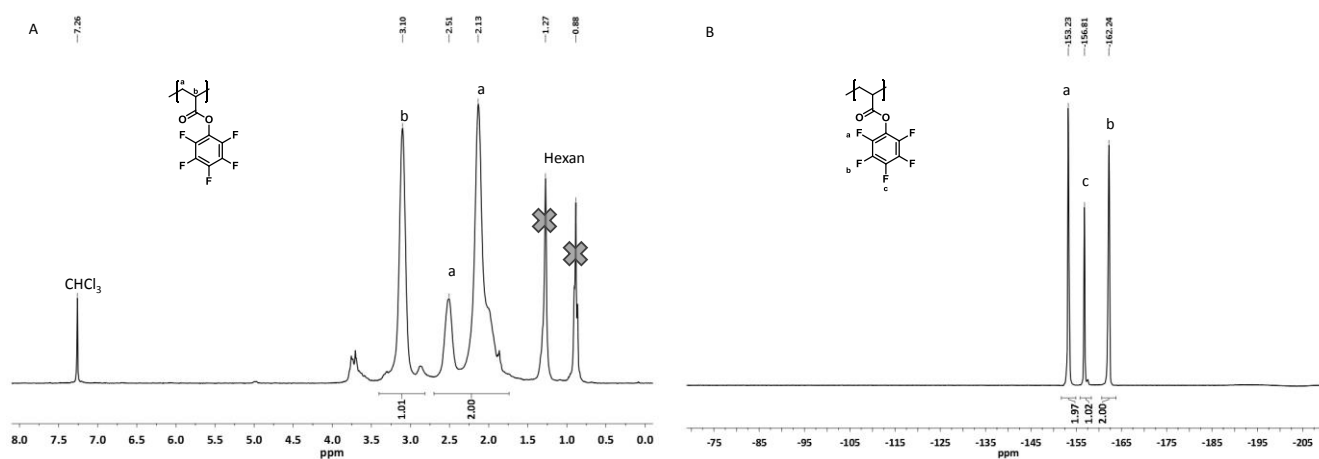 A
7.26
3.10
2.51
2.13
1.27
0.88
a
b
O
O
F
F
F
F
F
CHCl3
b
a
a
Hexan
1.01
2.00
8.0 7.5 7.0 6.5 6.0 5.5 5.0 4.5 4.0 3.5 3.0 2.5 2.0 1.5 1.0 0.5 0.0
ppm
B
-153.23
-156.81
-162.24
O
O
a F
F
b F
F
F
c
a
c
b
1.97
1.02
2.00
-75 -85 -95 -105 -115 -125 -135 -145 -155 -165 -175 -185 -195 -205
ppm